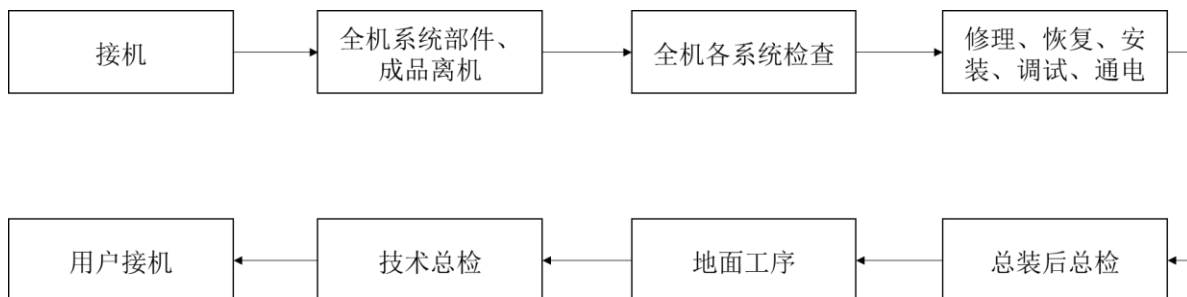 接机
全机系统部件、
成品离机
全机各系统检查
修理、恢复、安
装、调试、通电
总装后总检
地面工序
技术总检
用户接机